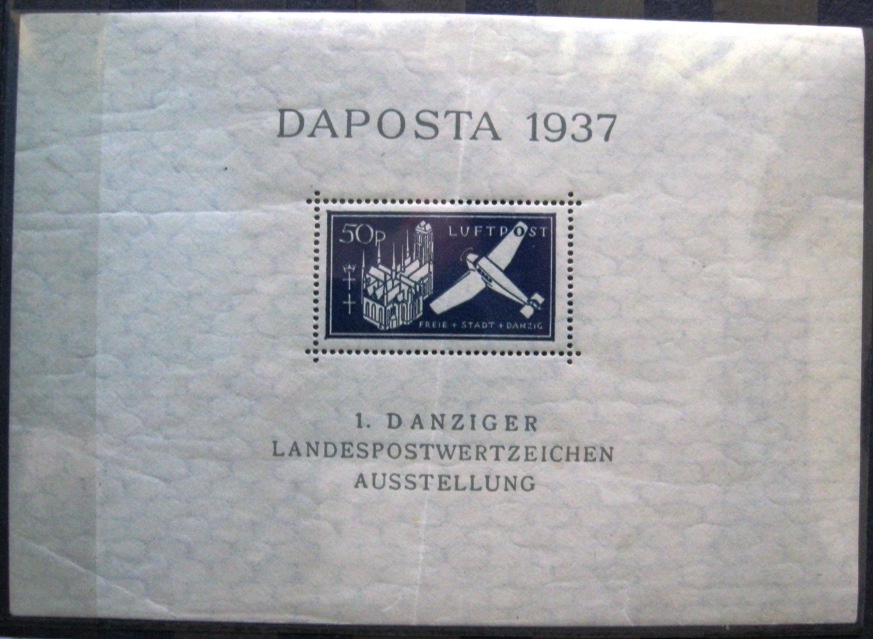 DAPOSTA 1937
50p
LUFTPOST
FREIE + STADT + DANZIG
1. DANZIGER
LANDESPOSTWERTZEICHEN
AUSSTELLUNG